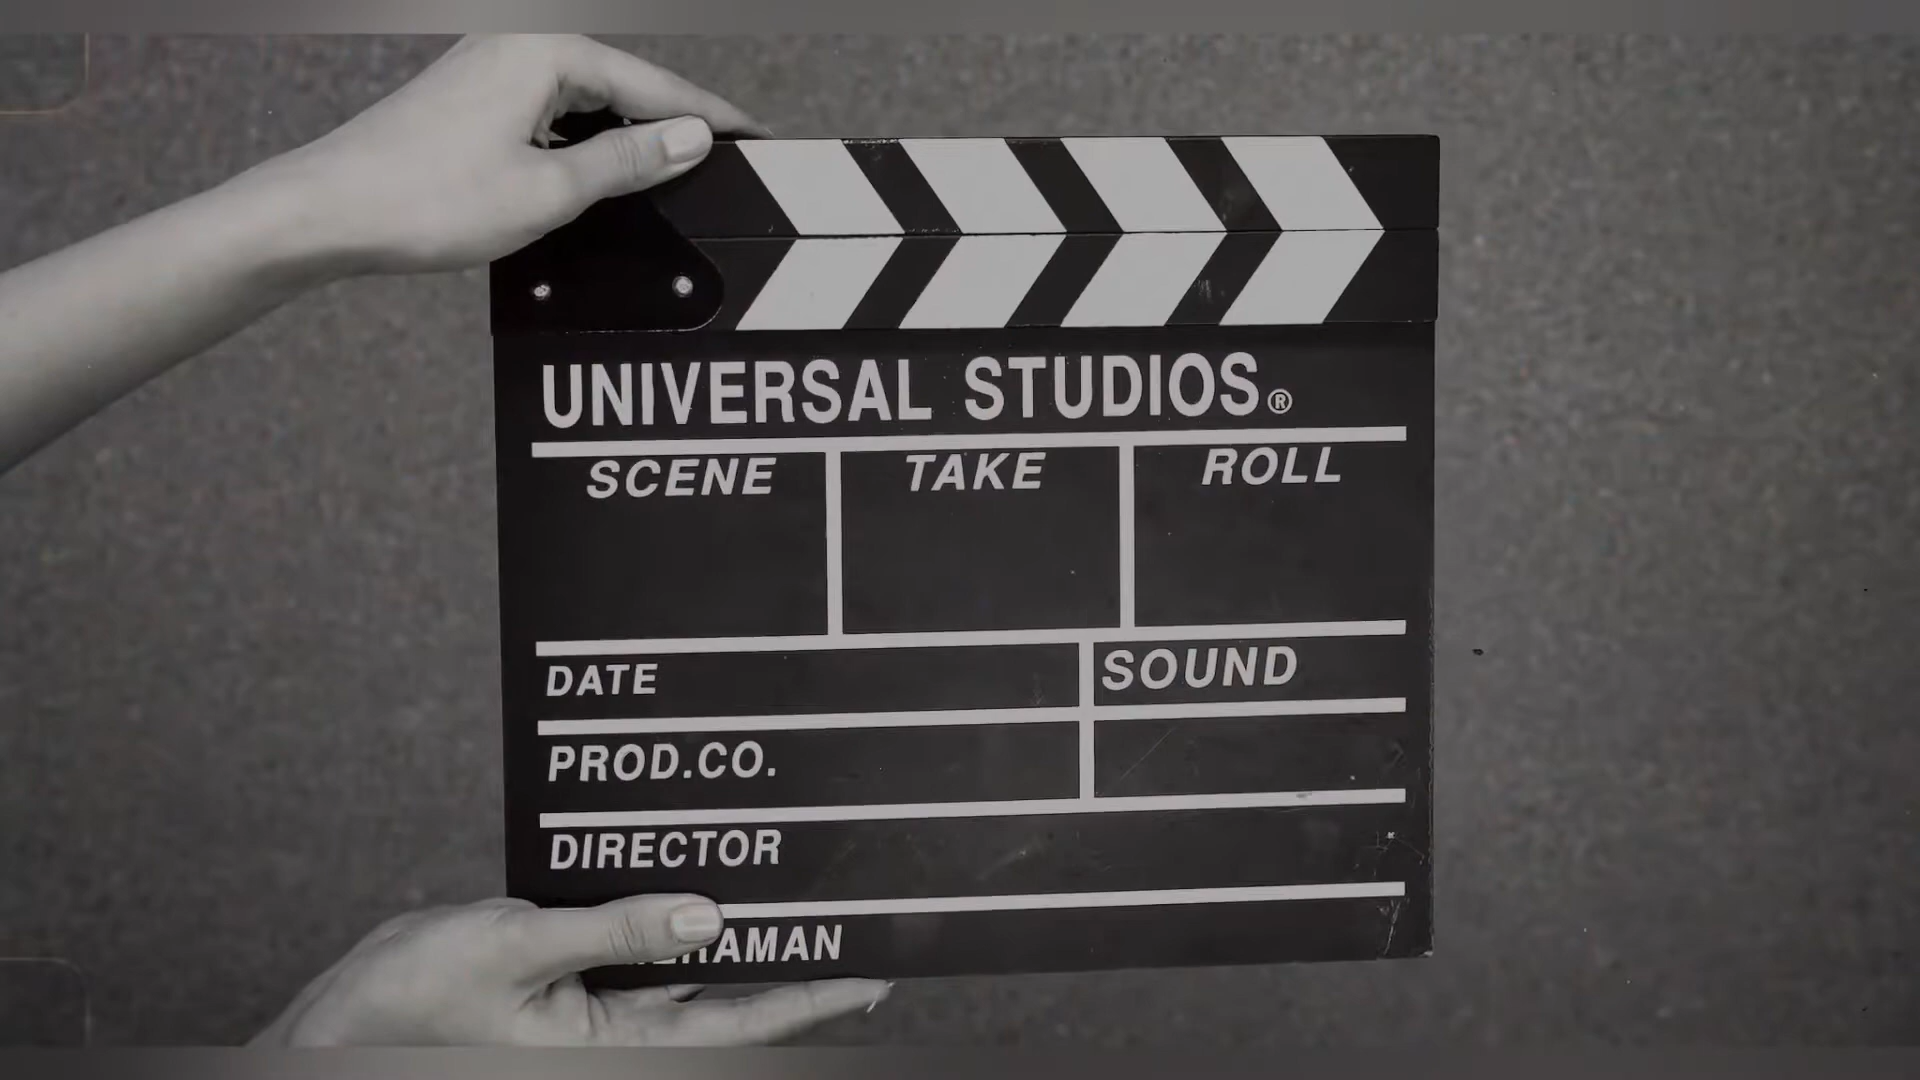 UNIVERSAL STUDIOS®
SCENE TAKE ROLL
DATE SOUND
PROD.CO.
DIRECTOR